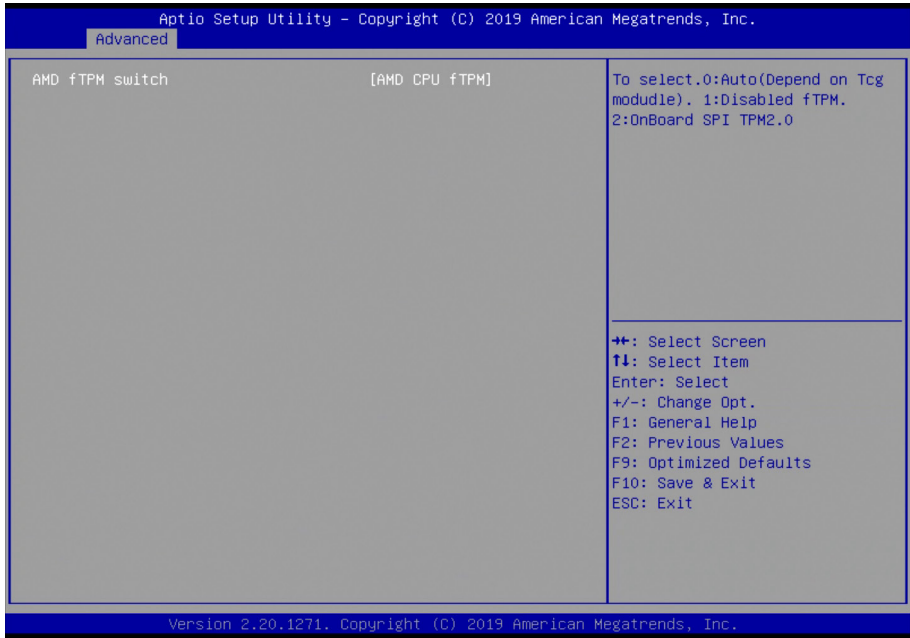 Aptio Setup Utility – Copyright (C) 2019 American Megatrends, Inc.
Advanced
AMD fTPM switch [AMD CPU fTPM]
To select.0:Auto(Depend on Tcg
modudle). 1:Disabled fTPM.
2:OnBoard SPI TPM2.0
→←: Select Screen
↑↓: Select Item
Enter: Select
+/-: Change Opt.
F1: General Help
F2: Previous Values
F9: Optimized Defaults
F10: Save & Exit
ESC: Exit
Version 2.20.1271. Copyright (C) 2019 American Megatrends, Inc.